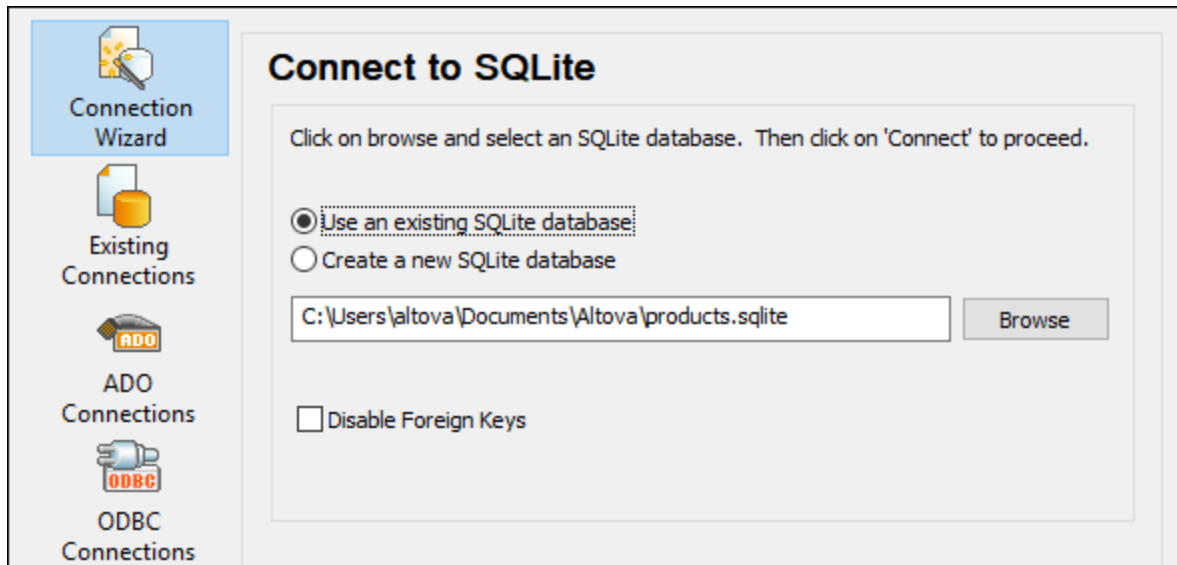 Connection
Wizard
Existing
Connections
ADO
ADO
Connections
ODBC
ODBC
Connections
Connect to SQLite
Click on browse and select an SQLite database.  Then click on 'Connect' to proceed.
Use an existing SQLite database
Create a new SQLite database
C:\Users\altova\Documents\Altova\products.sqlite
Browse
Disable Foreign Keys